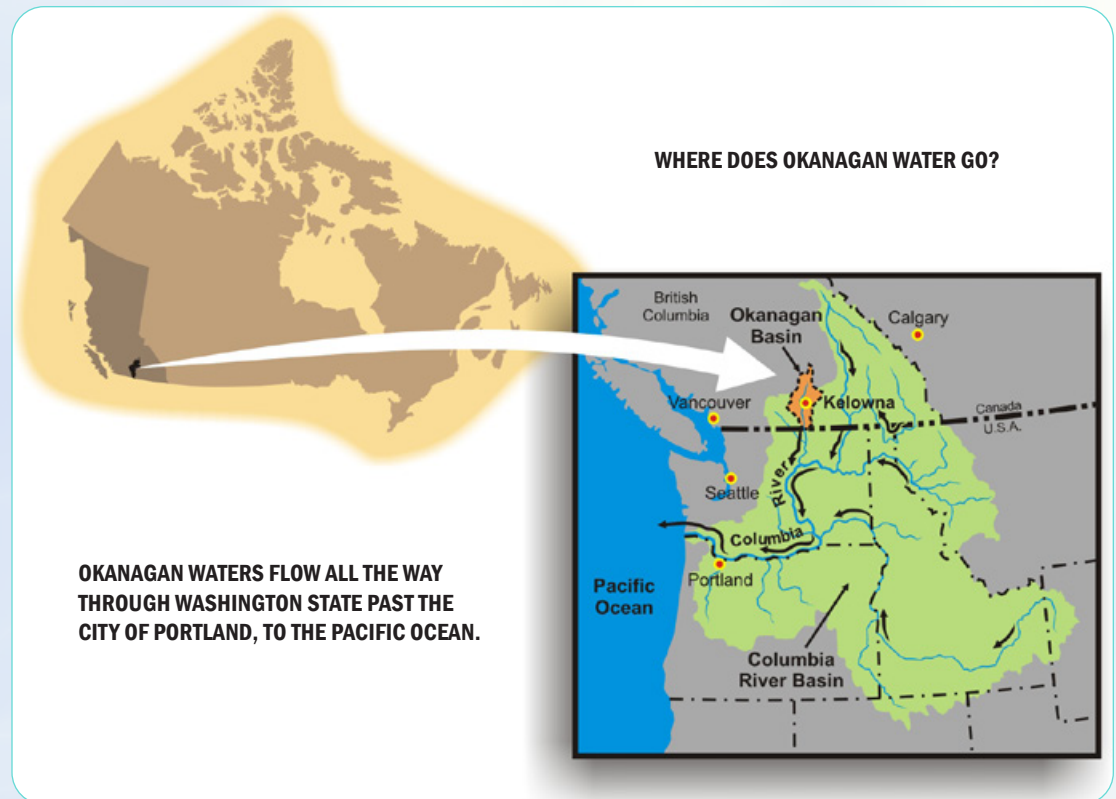 WHERE DOES OKANAGAN WATER GO?
British
Columbia
Okanagan
Basin
Calgary
Vancouver
Kelowna
Canada
U.S.A.
Seattle
River
Columbia
Portland
Pacific
Ocean
Columbia
River Basin
OKANAGAN WATERS FLOW ALL THE WAY
THROUGH WASHINGTON STATE PAST THE
CITY OF PORTLAND, TO THE PACIFIC OCEAN.